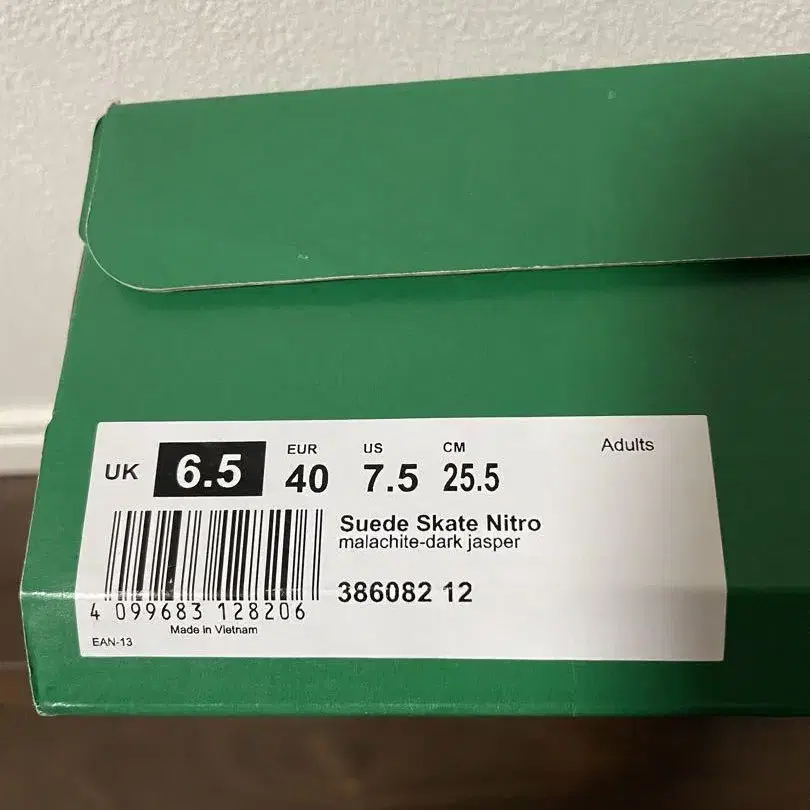 UK 6.5 EUR 40 US 7.5 CM 25.5 Adults
Suede Skate Nitro
malachite-dark jasper
386082 12
4 099683 128206
Made in Vietnam
EAN-13